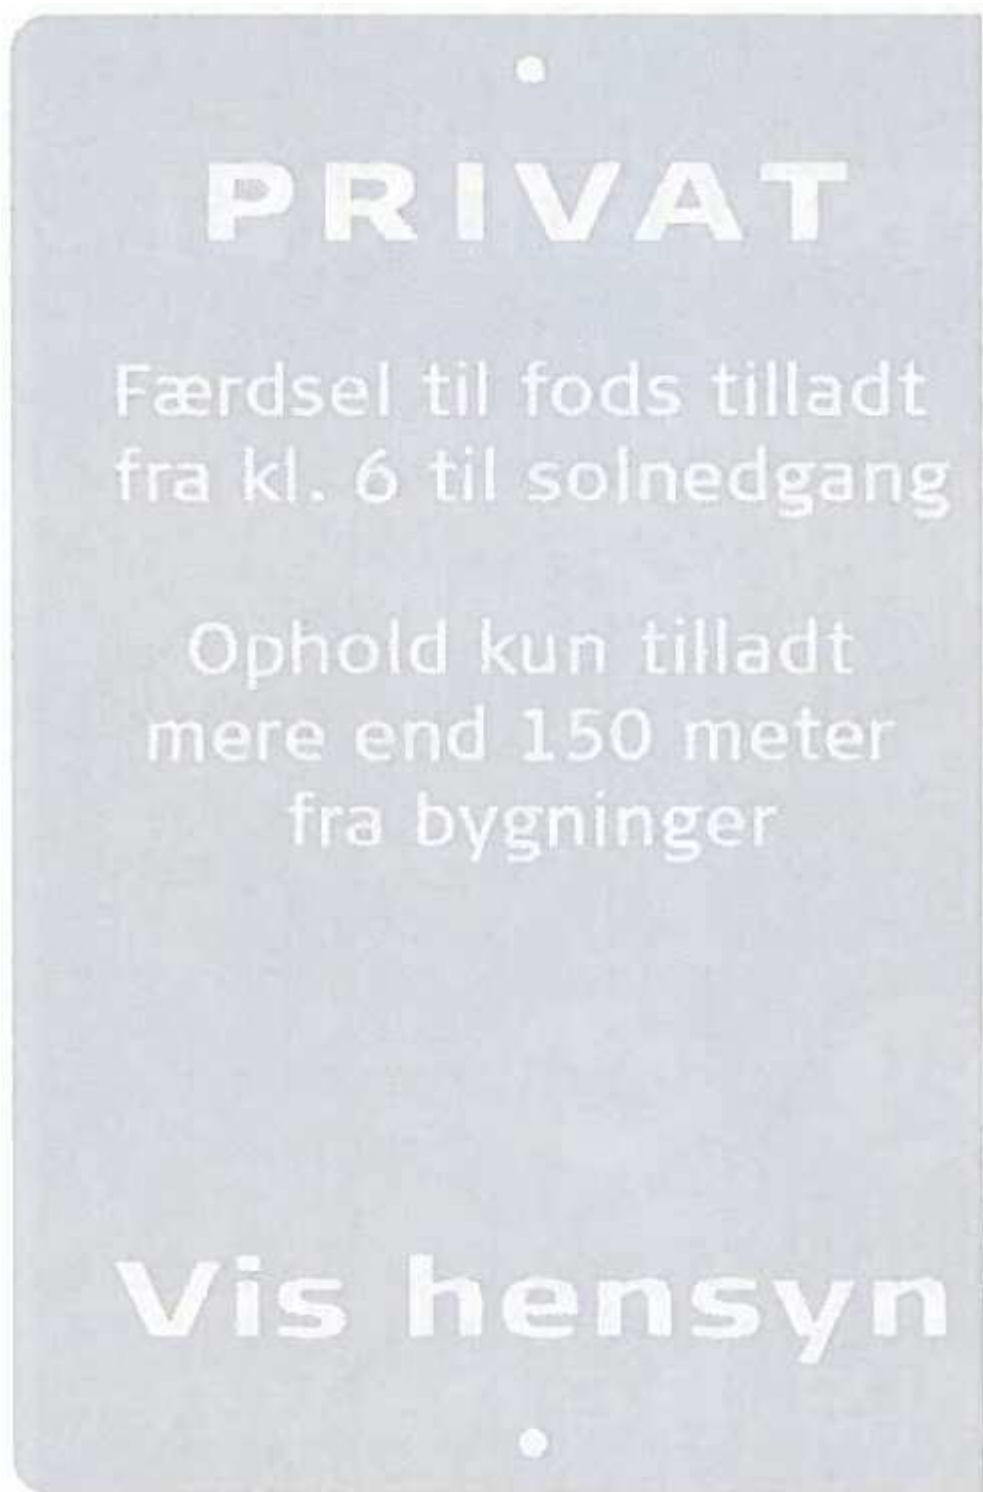 PRIVAT
Færdsel til fods tilladt
fra kl. 6 til solnedgang
Ophold kun tilladt
mere end 150 meter
fra bygninger
Vis hensyn